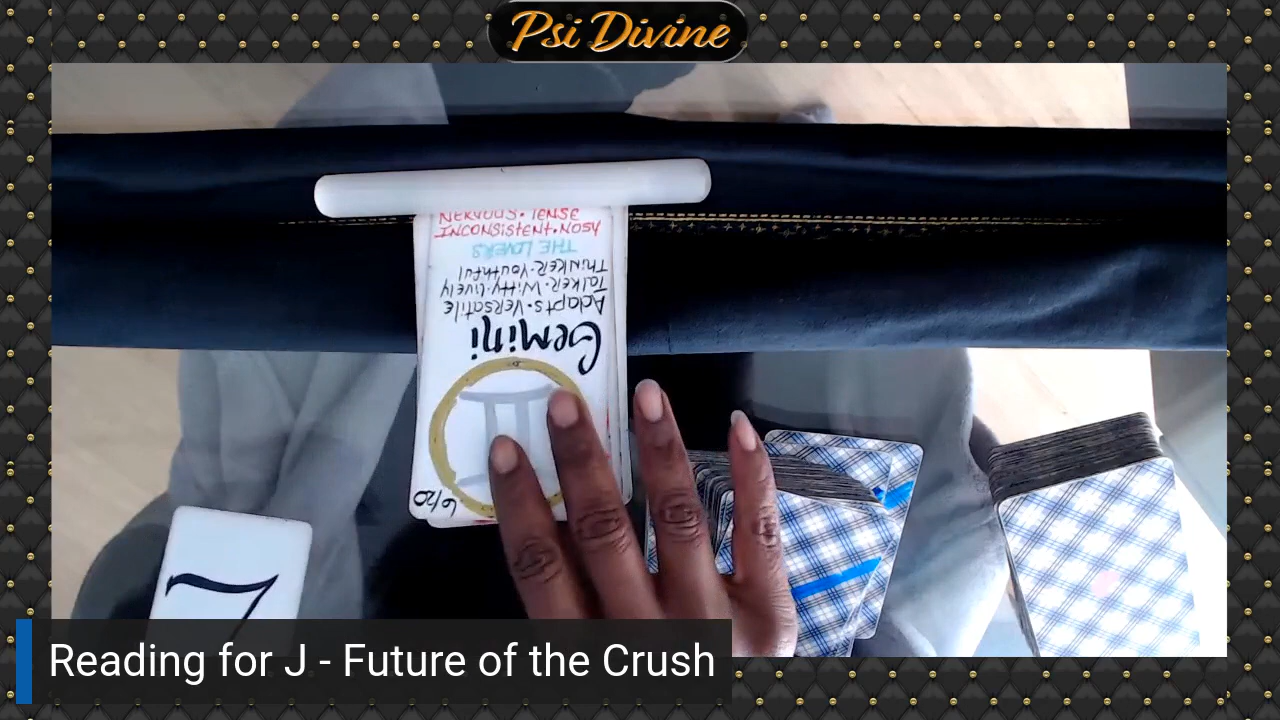 Psi Divine
6/20
Gemini
Adapts • Versatile
Talker • Witty • Lively
Thinker • Youthful
THE LOVERS
INCONSISTENT • NOSY
NERVOUS • TENSE
Reading for J - Future of the Crush